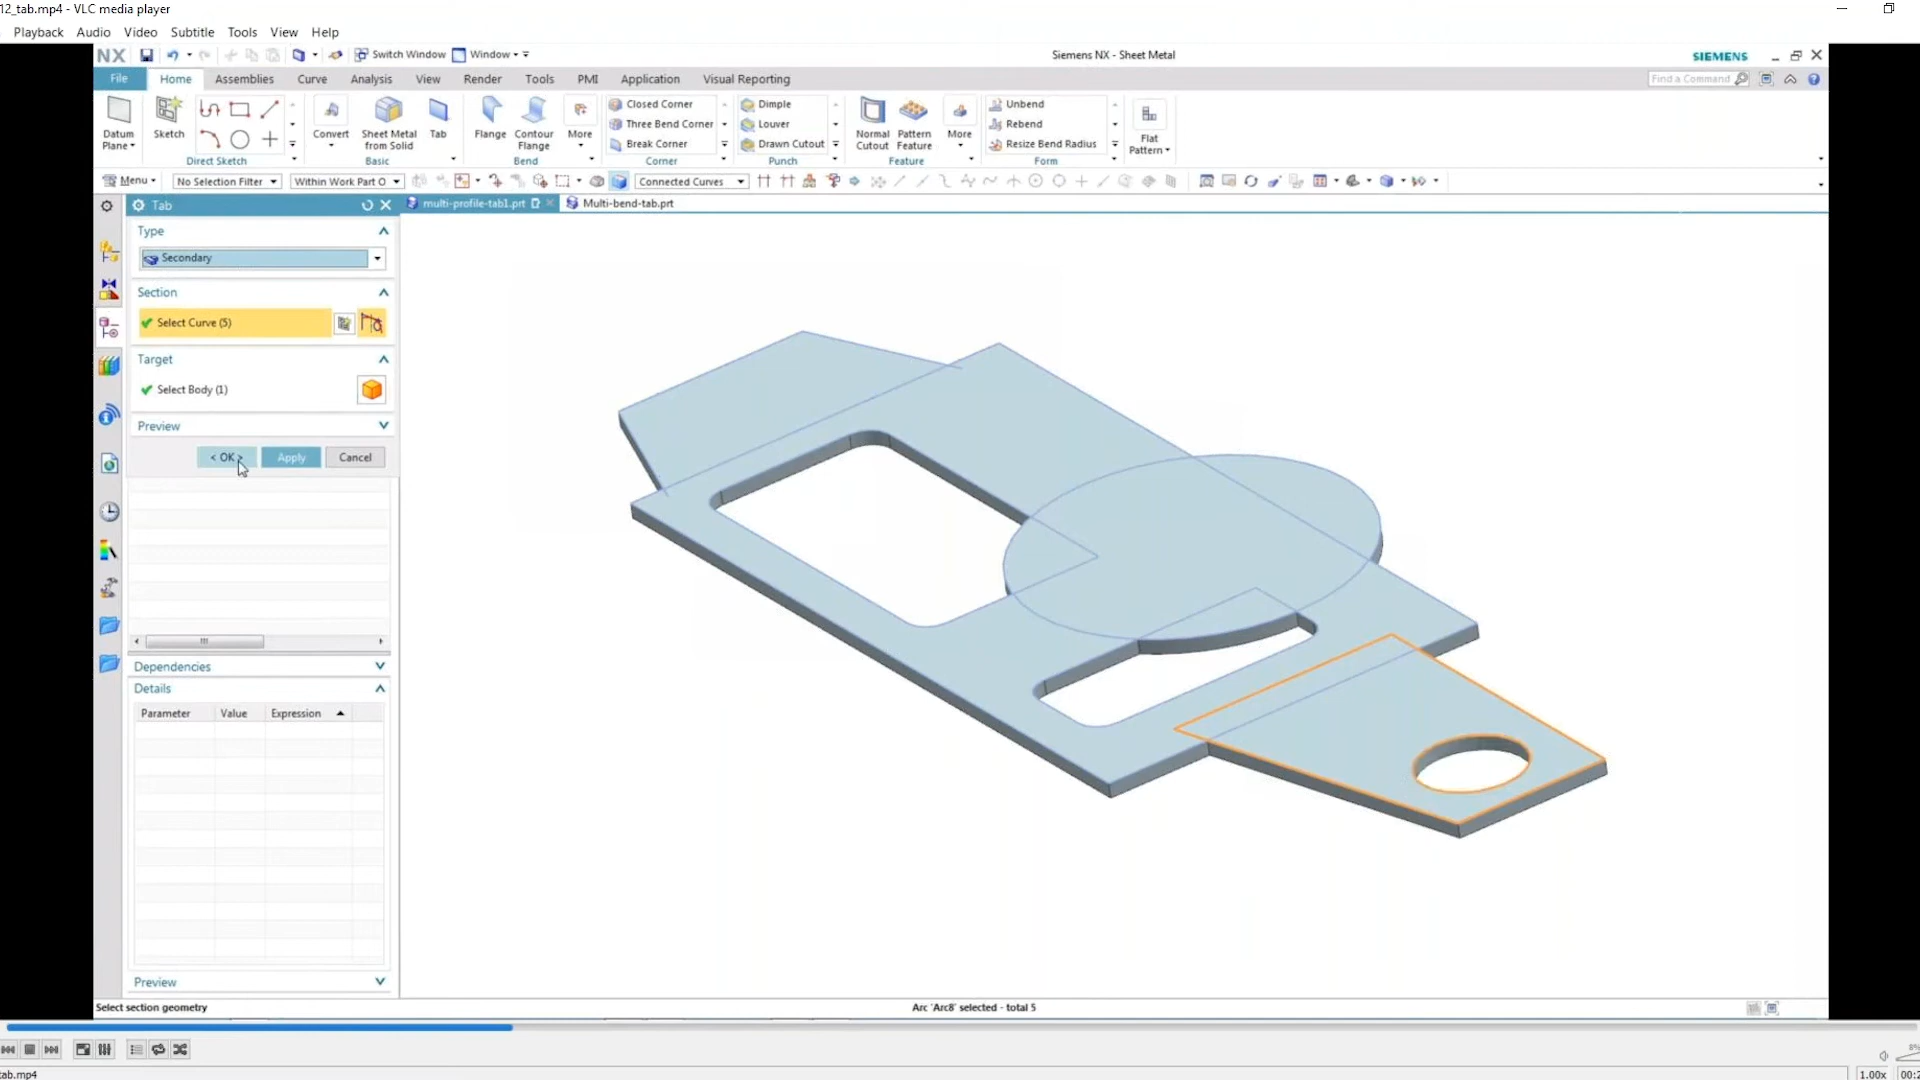 12_tab.mp4 - VLC media player
Playback Audio Video Subtitle Tools View Help
NX Switch Window Window Siemens NX - Sheet Metal SIEMENS
File Home Assemblies Curve Analysis View Render Tools PMI Application Visual Reporting Find a Command
Datum Plane
Sketch
Direct Sketch
Convert
Sheet Metal from Solid
Tab
Basic
Flange
Contour Flange
More
Bend
Closed Corner
Three Bend Corner
Break Corner
Corner
Dimple
Louver
Drawn Cutout
Punch
Normal Cutout
Pattern Feature
More
Feature
Unbend
Rebend
Resize Bend Radius
Form
Flat Pattern
Menu No Selection Filter Within Work Part O Connected Curves
Tab multi-profile-tab1.prt Multi-bend-tab.prt
Type
Secondary
Section
Select Curve (5)
Target
Select Body (1)
Preview
< OK > Apply Cancel
Dependencies
Details
Parameter Value Expression
Preview
Select section geometry Arc 'Arc8' selected - total 5
8%
tab.mp4 1.00x 00:2